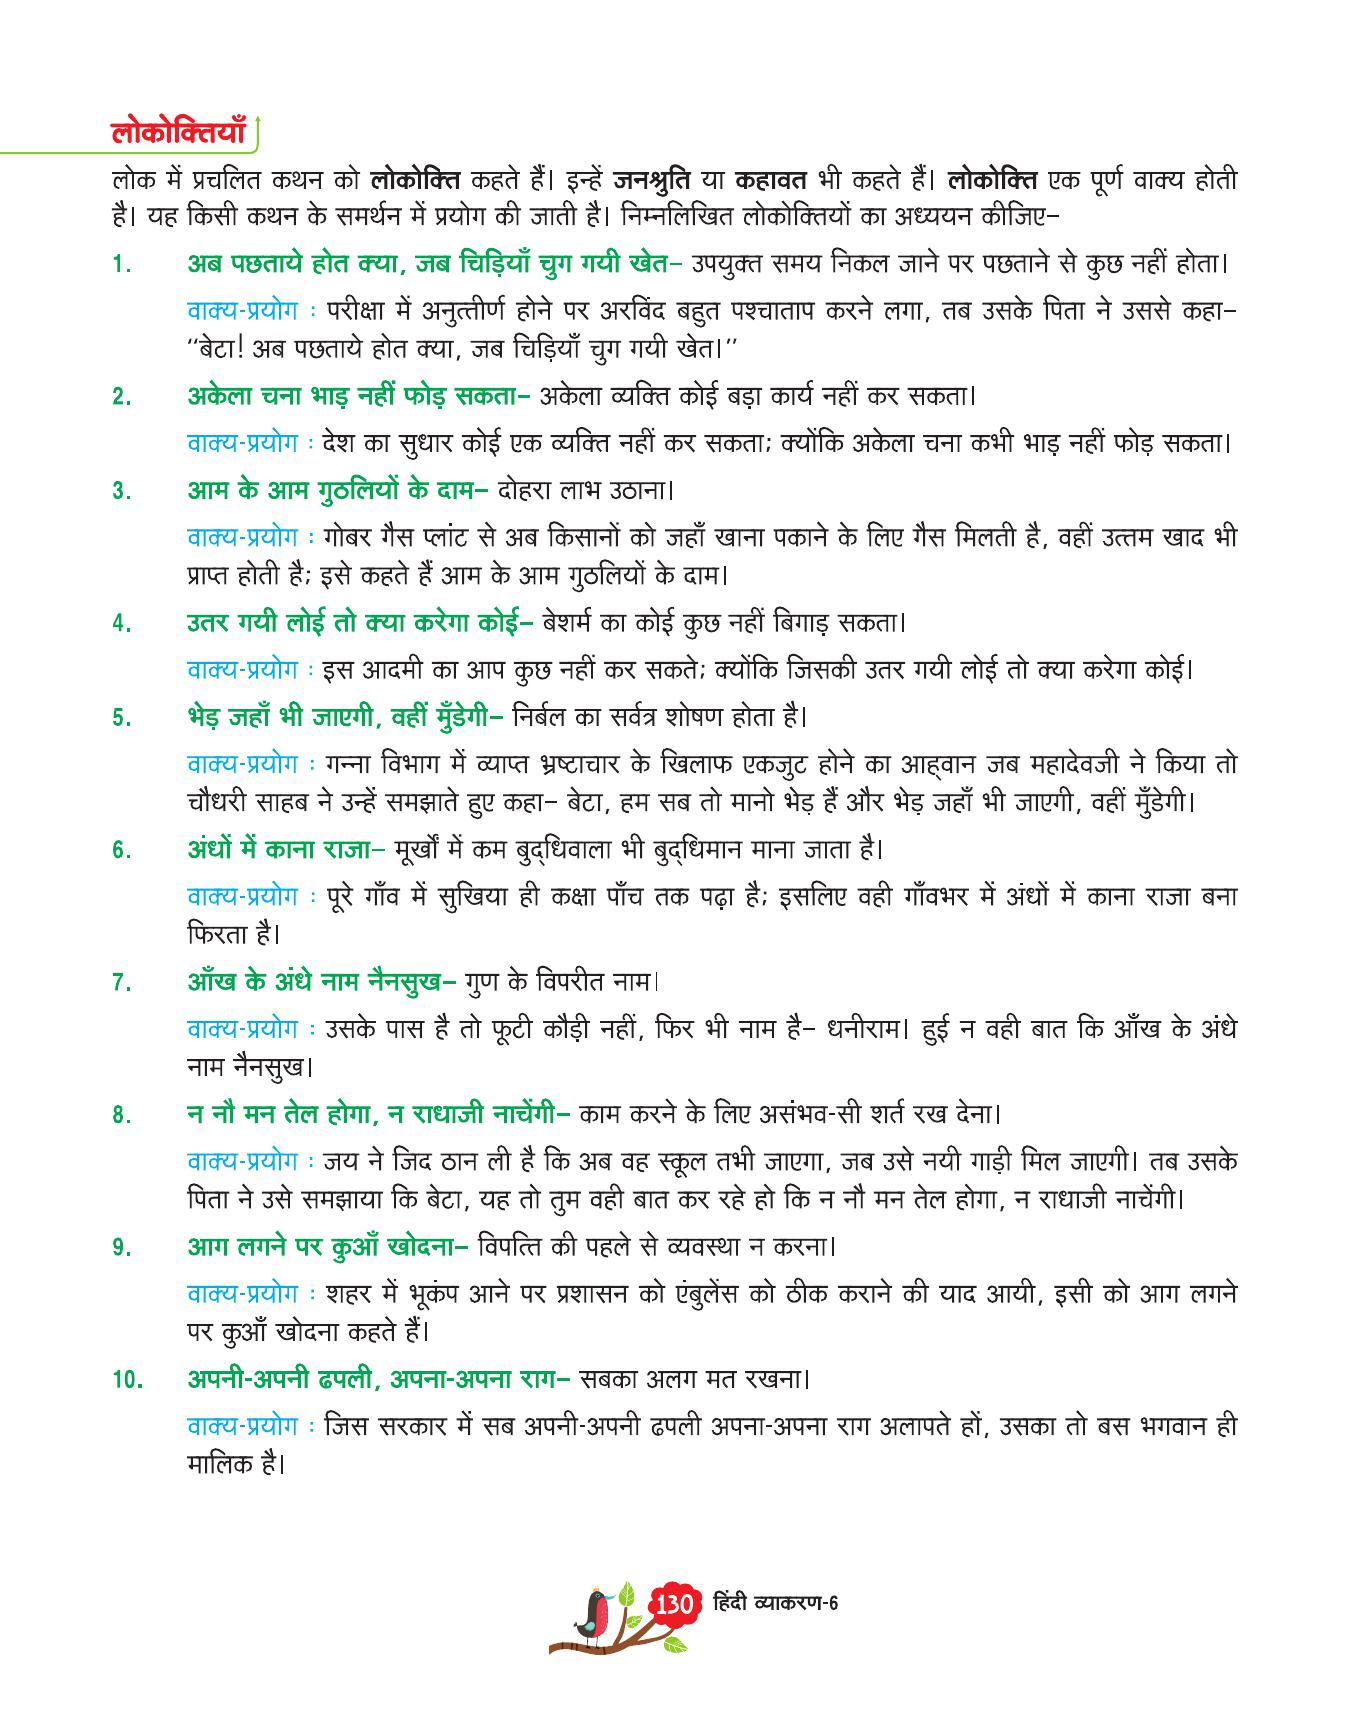 लोकोक्तियाँ
लोक में प्रचलित कथन को लोकोक्ति कहते हैं। इन्हें जनश्रुति या कहावत भी कहते हैं। लोकोक्ति एक पूर्ण वाक्य होती
है। यह किसी कथन के समर्थन में प्रयोग की जाती है। निम्नलिखित लोकोक्तियों का अध्ययन कीजिए–
1. अब पछताये होत क्या, जब चिड़ियाँ चुग गयी खेत– उपयुक्त समय निकल जाने पर पछताने से कुछ नहीं होता।
वाक्य-प्रयोग : परीक्षा में अनुत्तीर्ण होने पर अरविंद बहुत पश्चाताप करने लगा, तब उसके पिता ने उससे कहा–
“बेटा! अब पछताये होत क्या, जब चिड़ियाँ चुग गयी खेत।”
2. अकेला चना भाड़ नहीं फोड़ सकता– अकेला व्यक्ति कोई बड़ा कार्य नहीं कर सकता।
वाक्य-प्रयोग : देश का सुधार कोई एक व्यक्ति नहीं कर सकता; क्योंकि अकेला चना कभी भाड़ नहीं फोड़ सकता।
3. आम के आम गुठलियों के दाम– दोहरा लाभ उठाना।
वाक्य-प्रयोग : गोबर गैस प्लांट से अब किसानों को जहाँ खाना पकाने के लिए गैस मिलती है, वहीं उत्तम खाद भी
प्राप्त होती है; इसे कहते हैं आम के आम गुठलियों के दाम।
4. उतर गयी लोई तो क्या करेगा कोई– बेशर्म का कोई कुछ नहीं बिगाड़ सकता।
वाक्य-प्रयोग : इस आदमी का आप कुछ नहीं कर सकते; क्योंकि जिसकी उतर गयी लोई तो क्या करेगा कोई।
5. भेड़ जहाँ भी जाएगी, वहीं मुँडेगी– निर्बल का सर्वत्र शोषण होता है।
वाक्य-प्रयोग : गन्ना विभाग में व्याप्त भ्रष्टाचार के खिलाफ एकजुट होने का आह्वान जब महादेवजी ने किया तो
चौधरी साहब ने उन्हें समझाते हुए कहा– बेटा, हम सब तो मानो भेड़ हैं और भेड़ जहाँ भी जाएगी, वहीं मुँडेगी।
6. अंधों में काना राजा– मूर्खों में कम बुद्‌धिवाला भी बुद्‌धिमान माना जाता है।
वाक्य-प्रयोग : पूरे गाँव में सुखिया ही कक्षा पाँच तक पढ़ा है; इसलिए वही गाँवभर में अंधों में काना राजा बना
फिरता है।
7. आँख के अंधे नाम नैनसुख– गुण के विपरीत नाम।
वाक्य-प्रयोग : उसके पास है तो फूटी कौड़ी नहीं, फिर भी नाम है– धनीराम। हुई न वही बात कि आँख के अंधे
नाम नैनसुख।
8. न नौ मन तेल होगा, न राधाजी नाचेंगी– काम करने के लिए असंभव-सी शर्त रख देना।
वाक्य-प्रयोग : जय ने जिद ठान ली है कि अब वह स्कूल तभी जाएगा, जब उसे नयी गाड़ी मिल जाएगी। तब उसके
पिता ने उसे समझाया कि बेटा, यह तो तुम वही बात कर रहे हो कि न नौ मन तेल होगा, न राधाजी नाचेंगी।
9. आग लगने पर कुआँ खोदना– विपत्ति की पहले से व्यवस्था न करना।
वाक्य-प्रयोग : शहर में भूकंप आने पर प्रशासन को एंबुलेंस को ठीक कराने की याद आयी, इसी को आग लगने
पर कुआँ खोदना कहते हैं।
10. अपनी-अपनी ढपली, अपना-अपना राग– सबका अलग मत रखना।
वाक्य-प्रयोग : जिस सरकार में सब अपनी-अपनी ढपली अपना-अपना राग अलापते हों, उसका तो बस भगवान ही
मालिक है।
130 हिंदी व्याकरण-6